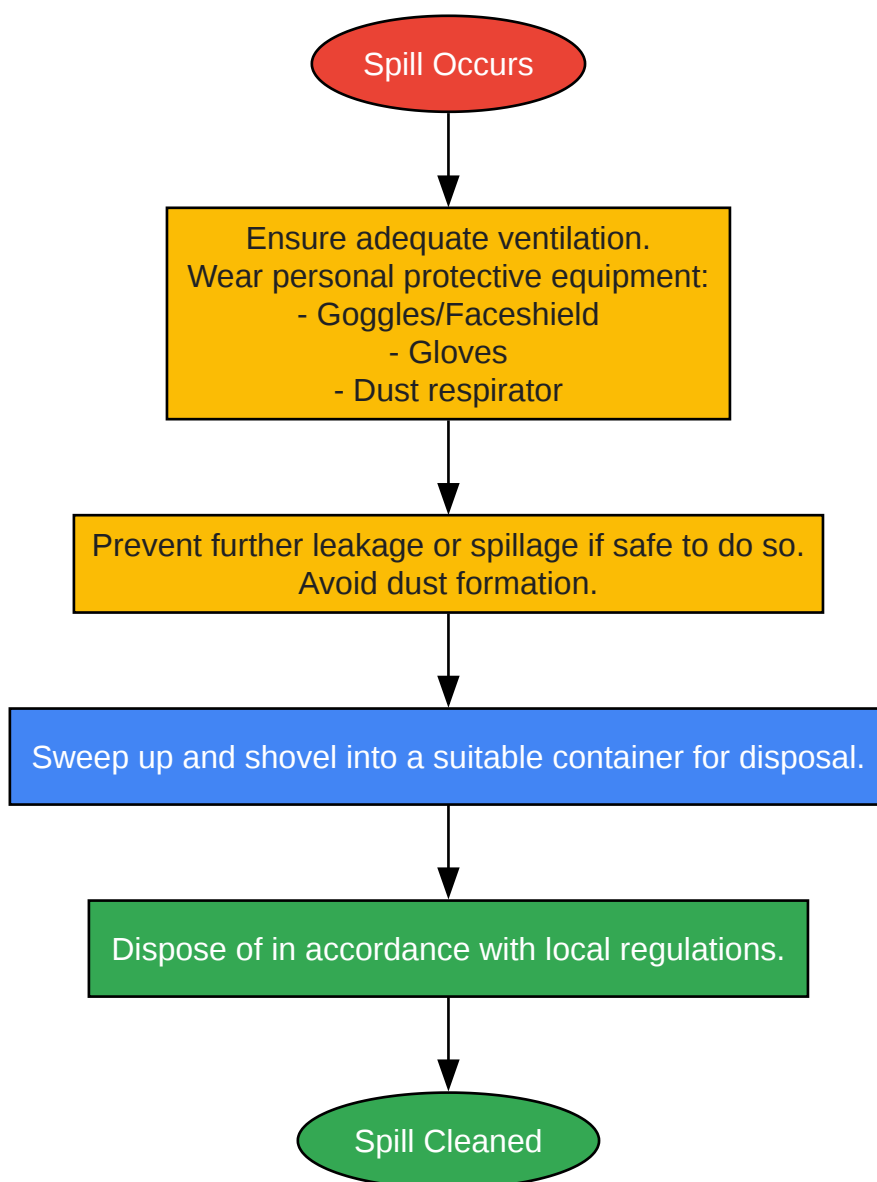 Spill Occurs
Ensure adequate ventilation.
Wear personal protective equipment:
- Goggles/Faceshield
- Gloves
- Dust respirator
Prevent further leakage or spillage if safe to do so.
Avoid dust formation.
Sweep up and shovel into a suitable container for disposal.
Dispose of in accordance with local regulations.
Spill Cleaned